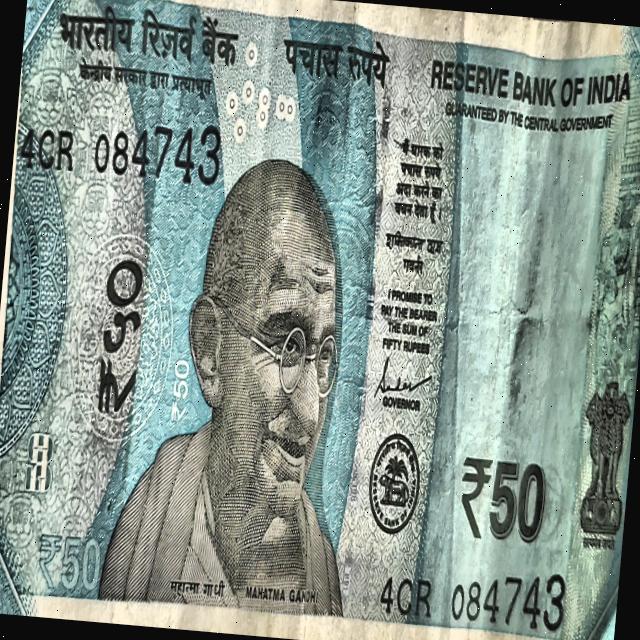 भारतीय रिज़र्व बैंक
केन्द्रीय सरकार द्वारा प्रत्याभूत
पचास रुपये
RESERVE BANK OF INDIA
GUARANTEED BY THE CENTRAL GOVERNMENT
4CR 084743
मैं धारक को
पचास रुपये
अदा करने का
वचन देता हूँ।
शक्तिकान्त दास
गवर्नर
I PROMISE TO
PAY THE BEARER
THE SUM OF
FIFTY RUPEES
GOVERNOR
₹५०
₹50
₹50
₹50
महात्मा गांधी MAHATMA GANDHI
सत्यमेव जयते
4CR 084743